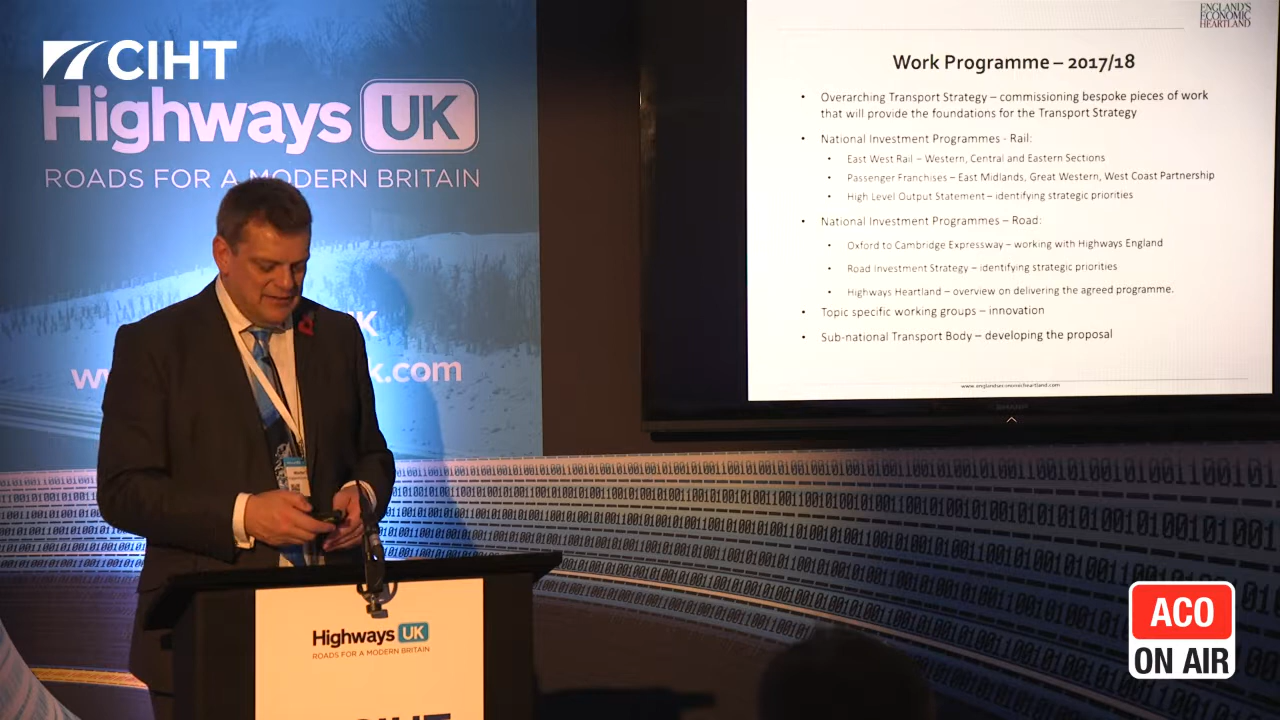 CIHT
Highways UK
ROADS FOR A MODERN BRITAIN
ENGLAND'S
ECONOMIC
HEARTLAND
Work Programme – 2017/18
• Overarching Transport Strategy – commissioning bespoke pieces of work
that will provide the foundations for the Transport Strategy
• National Investment Programmes - Rail:
• East West Rail – Western, Central and Eastern Sections
• Passenger Franchises – East Midlands, Great Western, West Coast Partnership
• High Level Output Statement – identifying strategic priorities
• National Investment Programmes – Road:
• Oxford to Cambridge Expressway – working with Highways England
• Road Investment Strategy – identifying strategic priorities
• Highways Heartland – overview on delivering the agreed programme.
• Topic specific working groups – innovation
• Sub-national Transport Body – developing the proposal
www.englandseconomicheartland.com
Highways UK
ROADS FOR A MODERN BRITAIN
ACO
ON AIR